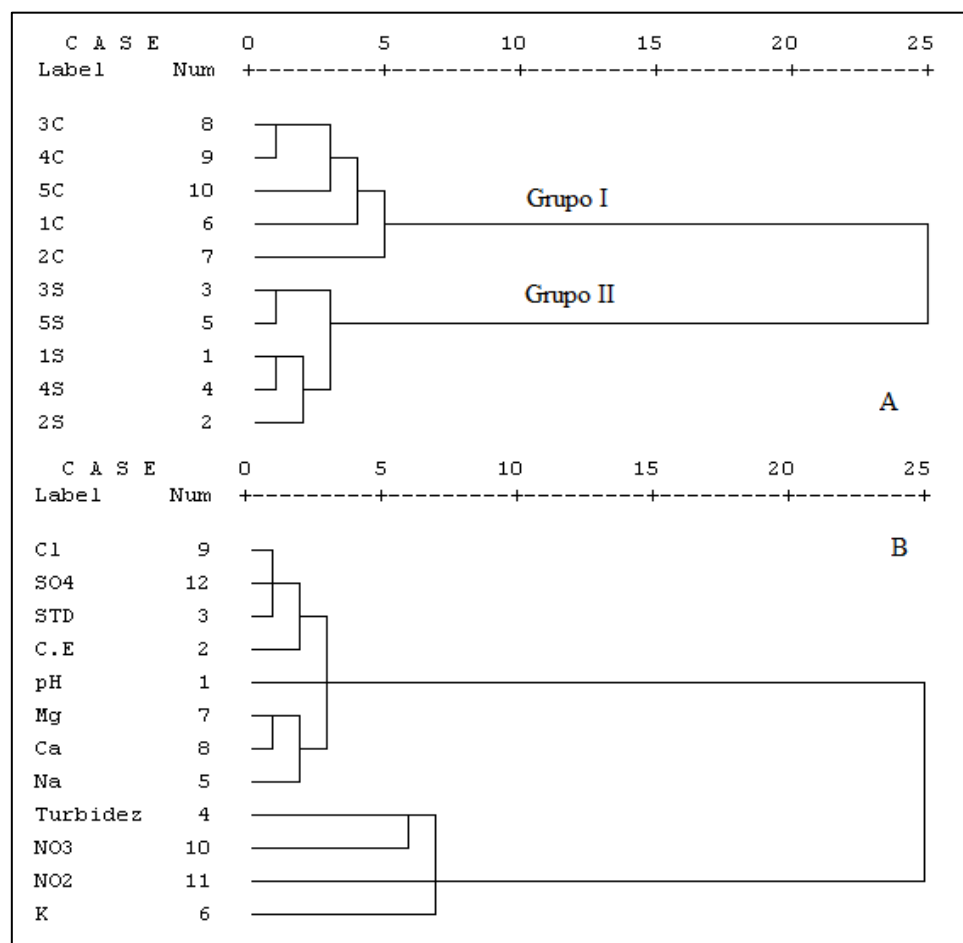 C A S E 0 5 10 15 20 25
Label Num +---------+---------+---------+---------+---------+
3C 8
4C 9
5C 10
Grupo I
1C 6
2C 7
3S 3
Grupo II
5S 5
1S 1
4S 4
A
2S 2
C A S E 0 5 10 15 20 25
Label Num +---------+---------+---------+---------+---------+
B
Cl 9
SO4 12
STD 3
C.E 2
pH 1
Mg 7
Ca 8
Na 5
Turbidez 4
NO3 10
NO2 11
K 6